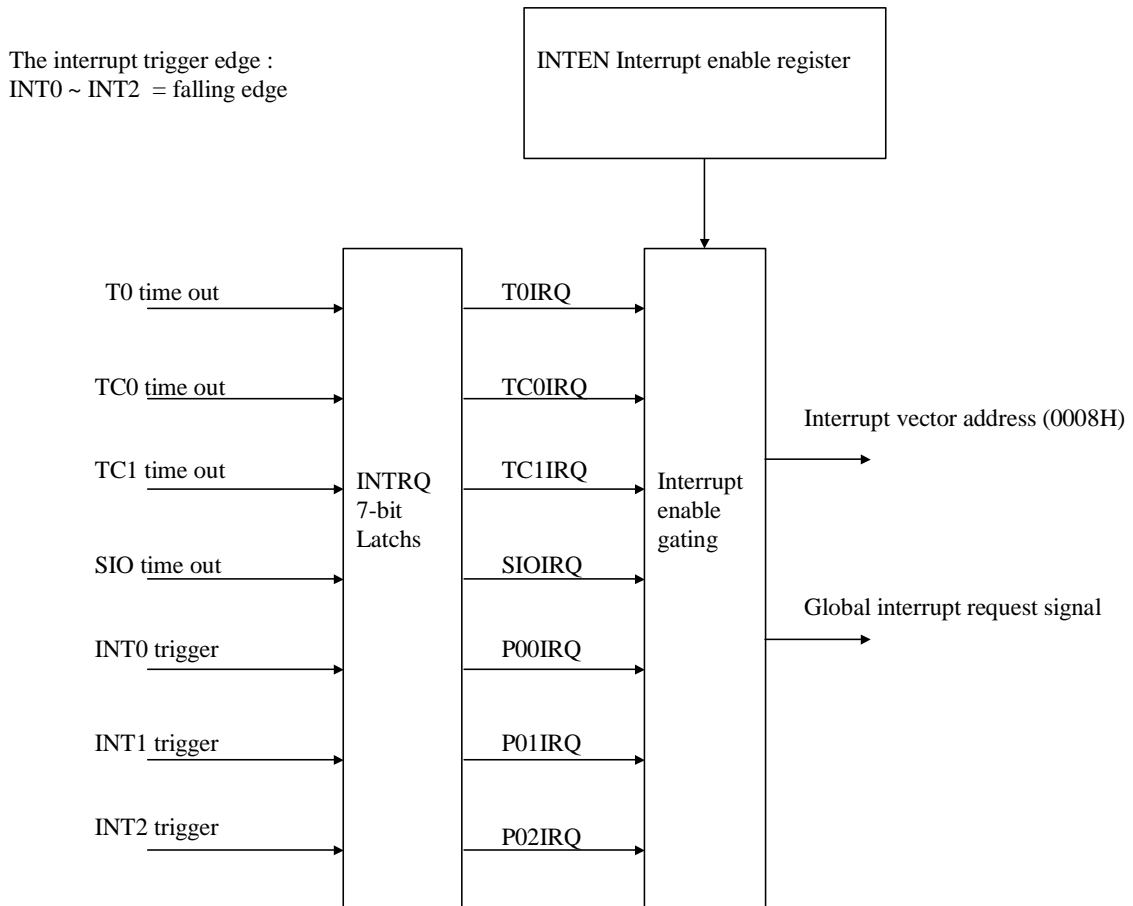 The interrupt trigger edge :
INT0 ~ INT2 = falling edge
INTEN Interrupt enable register
T0 time out
T0IRQ
TC0 time out
TC0IRQ
Interrupt vector address (0008H)
TC1 time out
INTRQ
7-bit
Latchs
TC1IRQ
Interrupt
enable
gating
SIO time out
SIOIRQ
Global interrupt request signal
INT0 trigger
P00IRQ
INT1 trigger
P01IRQ
INT2 trigger
P02IRQ